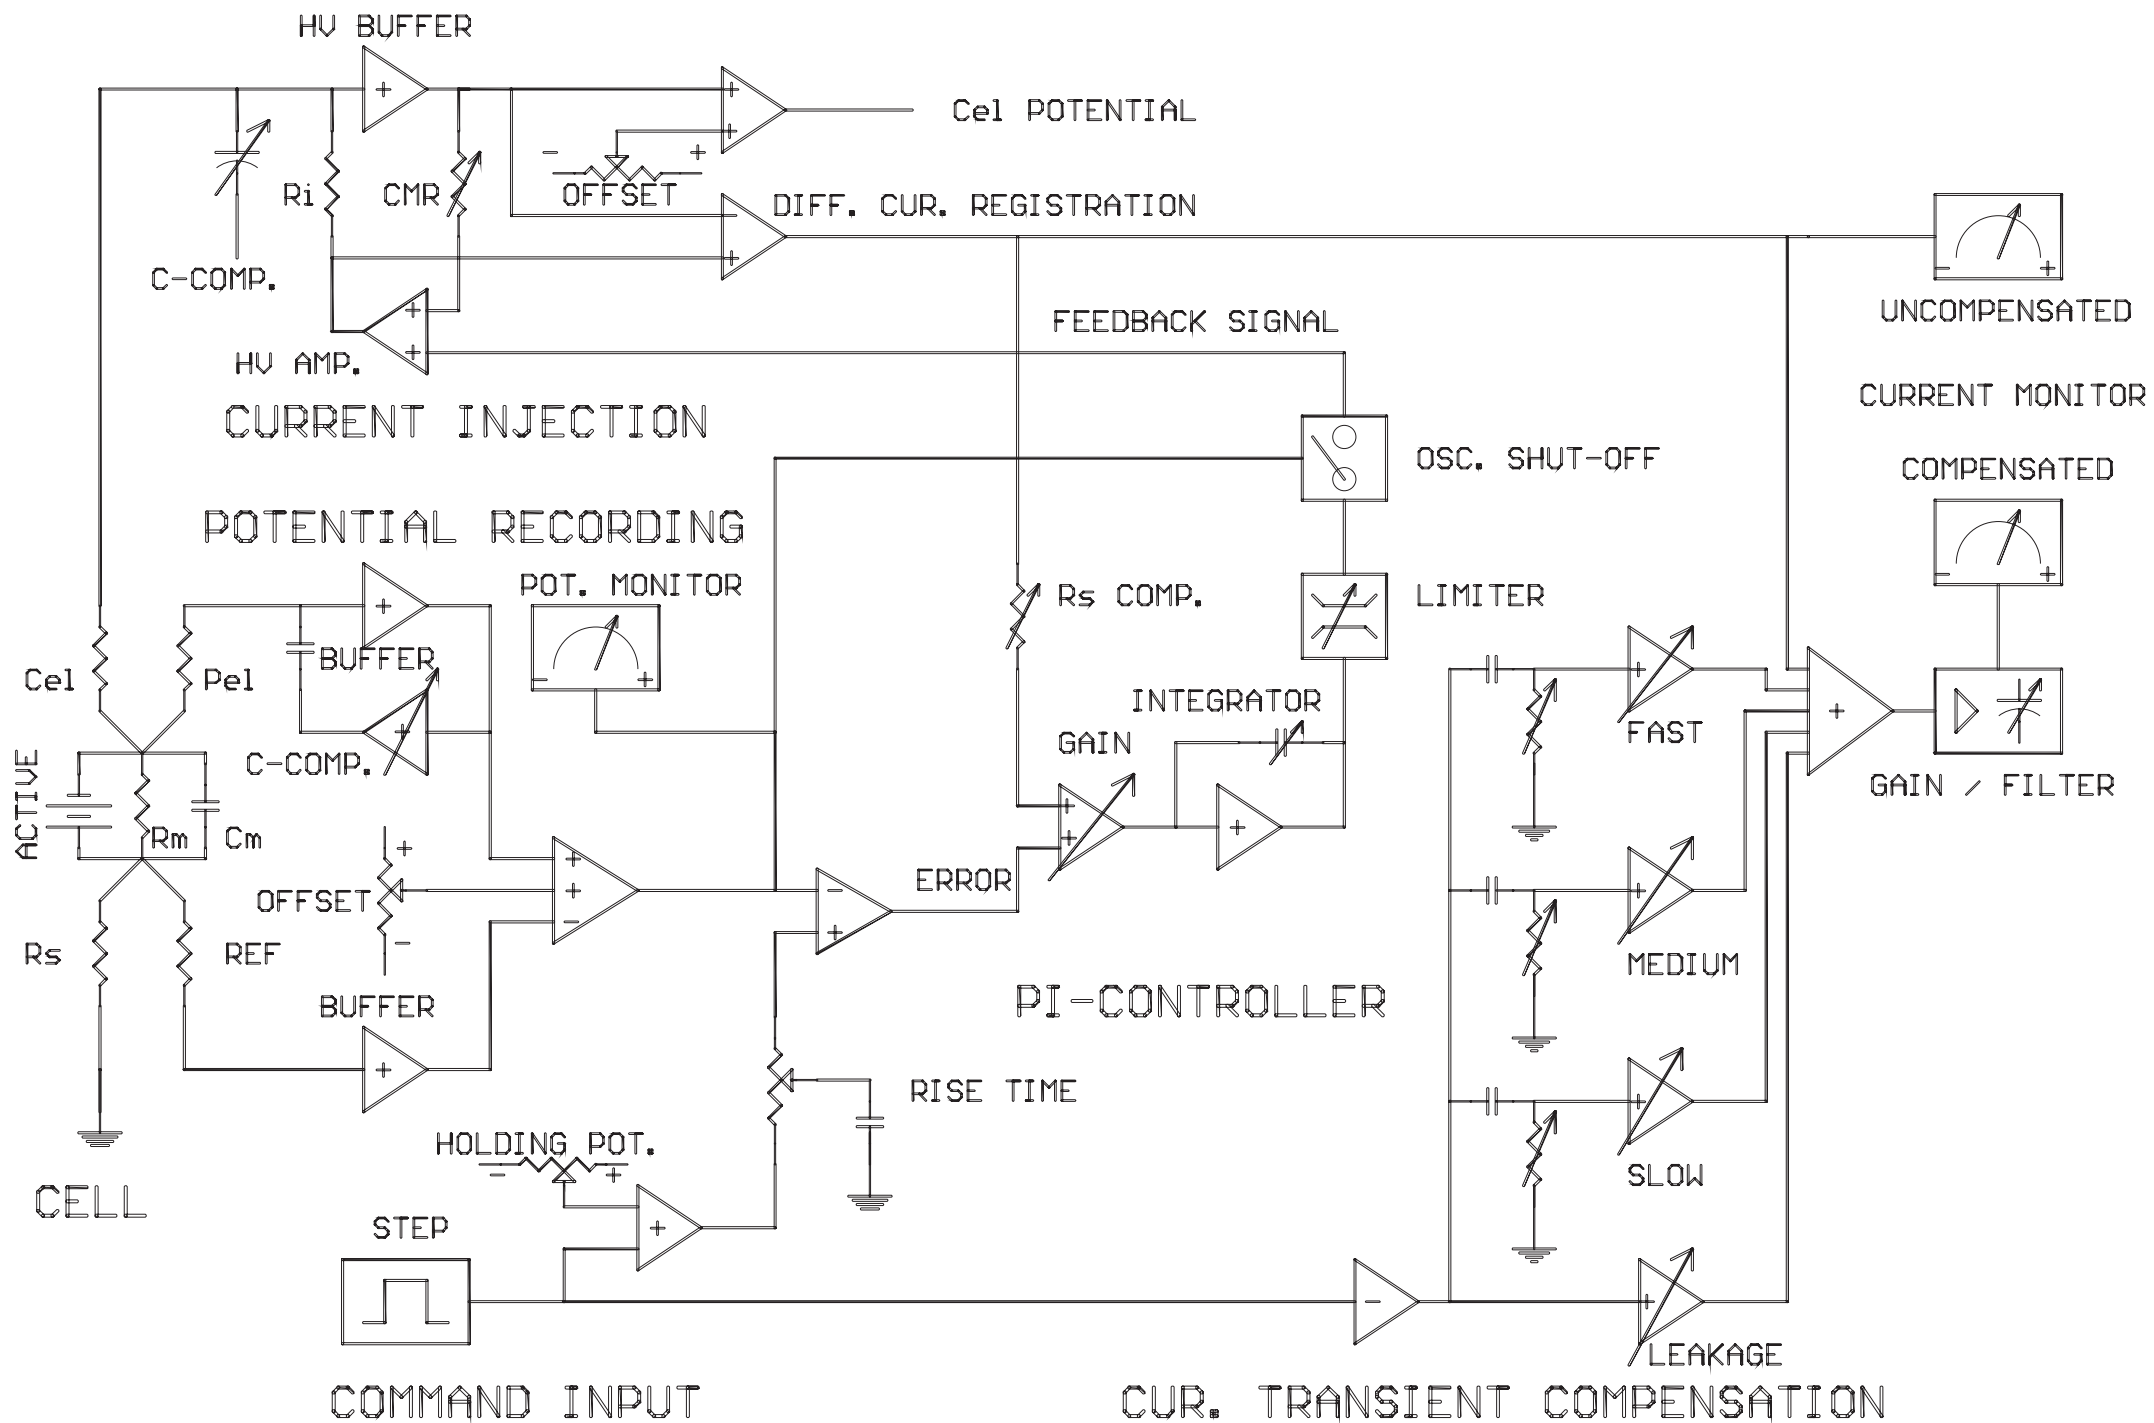 HV BUFFER
Cel POTENTIAL
- +
Ri
CMR
OFFSET
DIFF. CUR. REGISTRATION
C-COMP.
- +
UNCOMPENSATED
FEEDBACK SIGNAL
HV AMP.
CURRENT MONITOR
CURRENT INJECTION
OSC. SHUT-OFF
COMPENSATED
POTENTIAL RECORDING
- +
POT. MONITOR
Rs COMP.
LIMITER
BUFFER
Cel
Pel
- +
INTEGRATOR
GAIN
FAST
C-COMP.
ACTIVE
GAIN / FILTER
Rm
Cm
+
OFFSET
-
ERROR
Rs
REF
MEDIUM
BUFFER
PI-CONTROLLER
RISE TIME
HOLDING POT.
- +
SLOW
CELL
STEP
LEAKAGE
COMMAND INPUT
CUR. TRANSIENT COMPENSATION